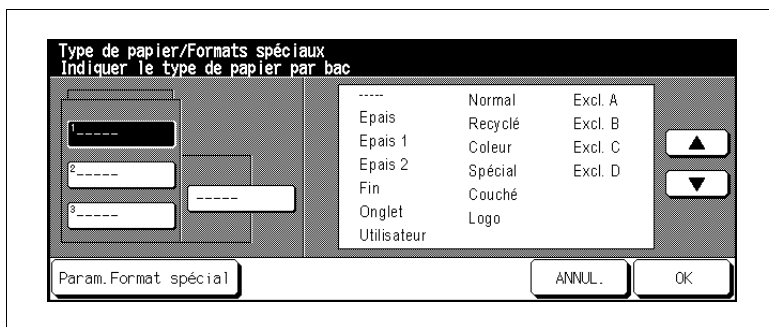 Type de papier/Formats spéciaux
Indiquer le type de papier par bac
1-----
2-----
3-----
-----
-----
Epais
Epais 1
Epais 2
Fin
Onglet
Utilisateur
Normal
Recyclé
Coleur
Spécial
Couché
Logo
Excl. A
Excl. B
Excl. C
Excl. D
Param.Format spécial
ANNUL.
OK